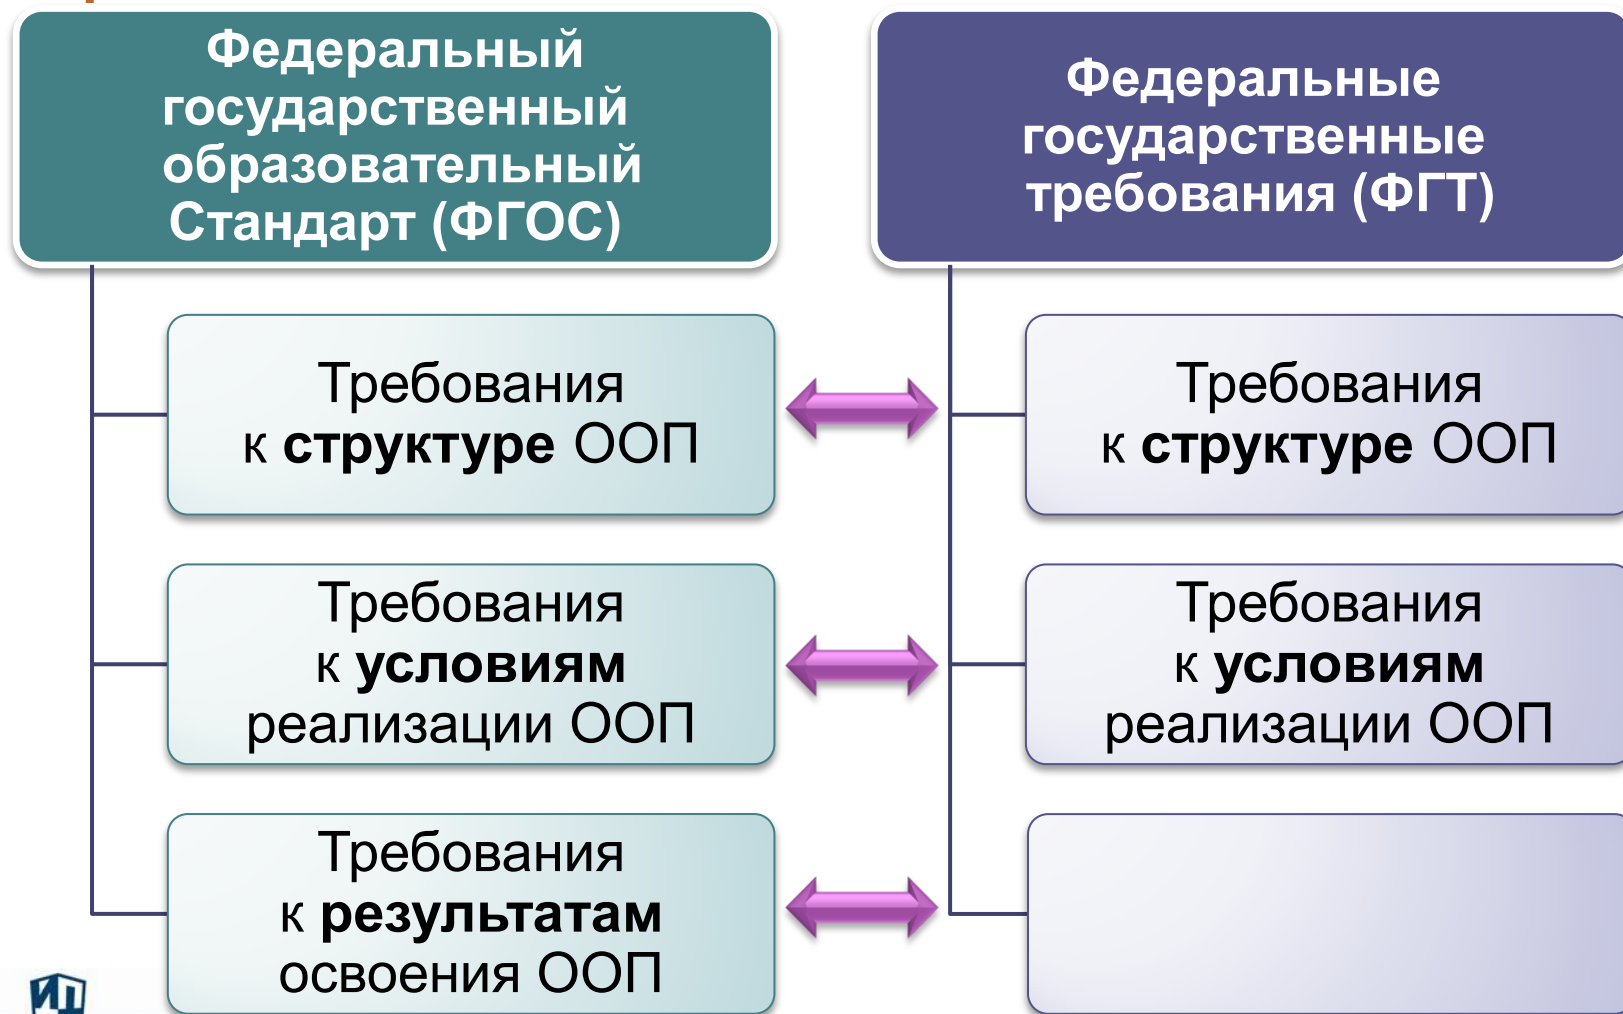 Федеральный
государственный
образовательный
Стандарт (ФГОС)
Требования
к структуре ООП
Требования
к условиям
реализации ООП
Требования
к результатам
освоения ООП
Федеральные
государственные
требования (ФГТ)
Требования
к структуре ООП
Требования
к условиям
реализации ООП